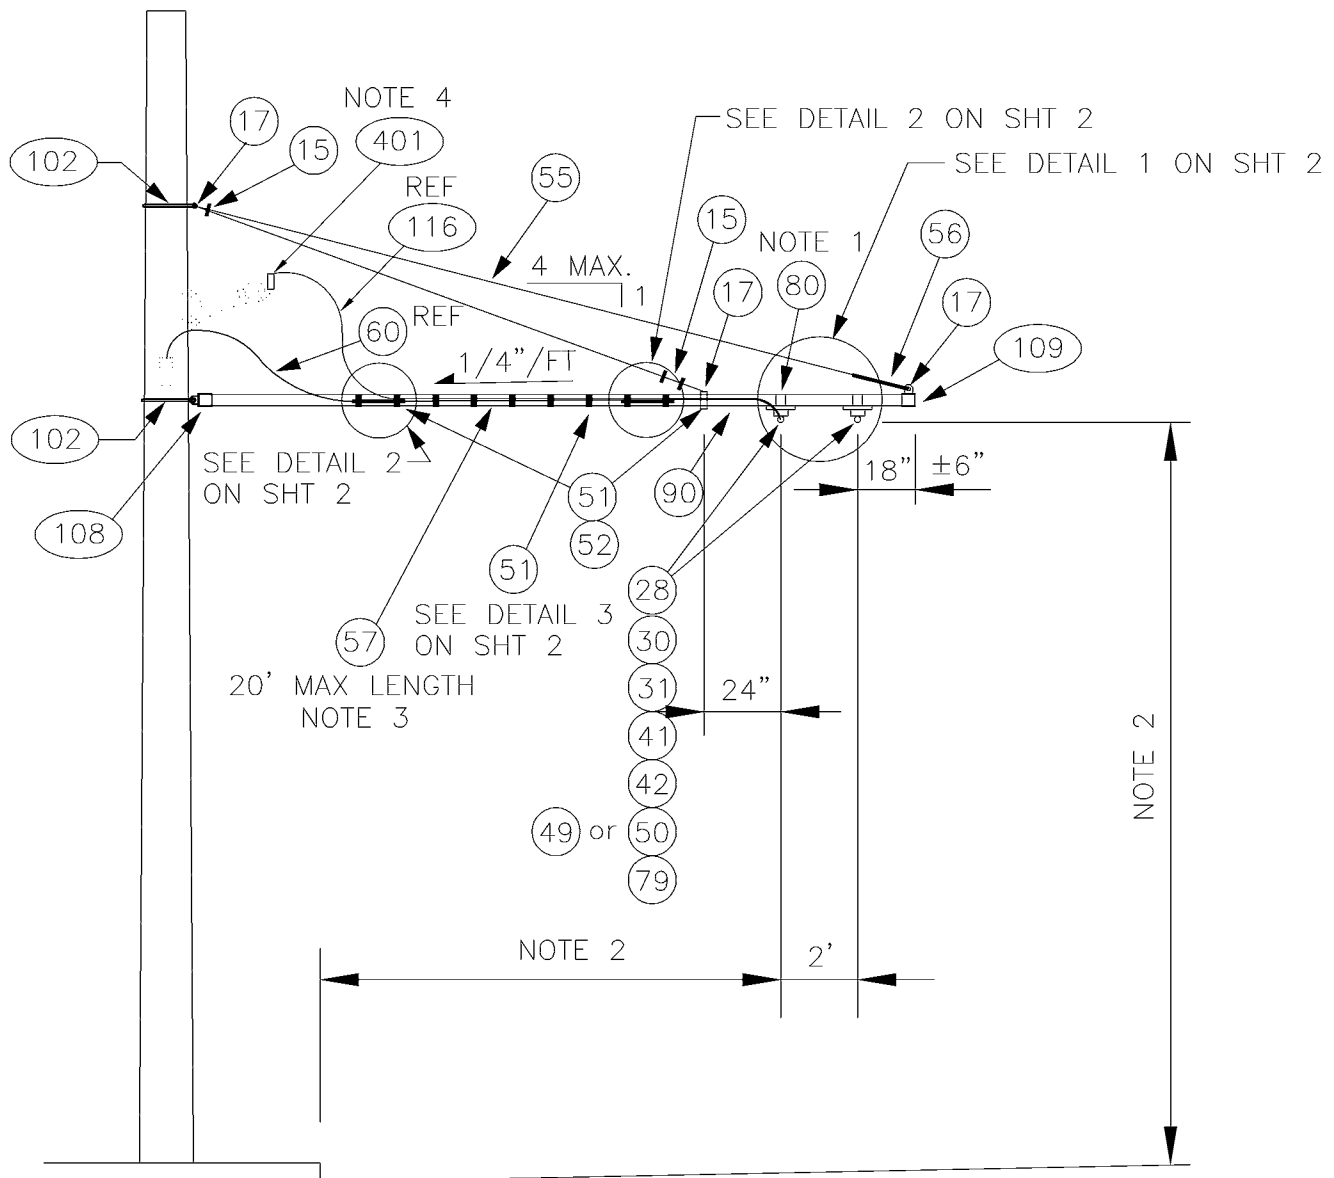 NOTE 4
17
SEE DETAIL 2 ON SHT 2
102
15
401
SEE DETAIL 1 ON SHT 2
REF
55
116
15
NOTE 1
56
4 MAX.
1
17
80
17
60
REF
109
1/4"/FT
102
SEE DETAIL 2
ON SHT 2
18"
±6"
51
90
108
52
51
28
SEE DETAIL 3
ON SHT 2
57
30
20' MAX LENGTH
NOTE 3
31
24"
41
42
49 or 50
79
NOTE 2
NOTE 2
2'